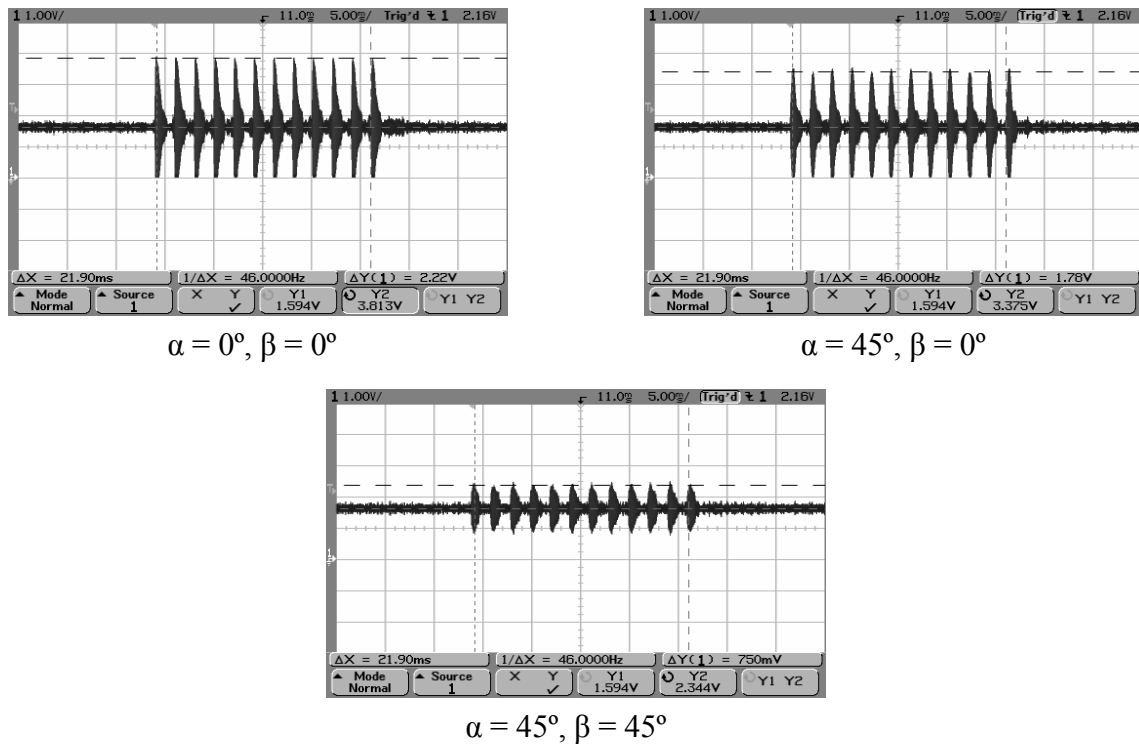 1 1.00V/ 11.0ms 5.00ms/ Trig'd 1 2.16V
ΔX = 21.90ms 1/ΔX = 46.0000Hz ΔY(1) = 2.22V
Mode Source X Y Y1 Y2 Y1 Y2
Normal 1 ✓ 1.594V 3.813V
α = 0º, β = 0º
1 1.00V/ 11.0ms 5.00ms/ Trig'd 1 2.16V
ΔX = 21.90ms 1/ΔX = 46.0000Hz ΔY(1) = 1.78V
Mode Source X Y Y1 Y2 Y1 Y2
Normal 1 ✓ 1.594V 3.375V
α = 45º, β = 0º
1 1.00V/ 11.0ms 5.00ms/ Trig'd 1 2.16V
ΔX = 21.90ms 1/ΔX = 46.0000Hz ΔY(1) = 750mV
Mode Source X Y Y1 Y2 Y1 Y2
Normal 1 ✓ 1.594V 2.344V
α = 45º, β = 45º